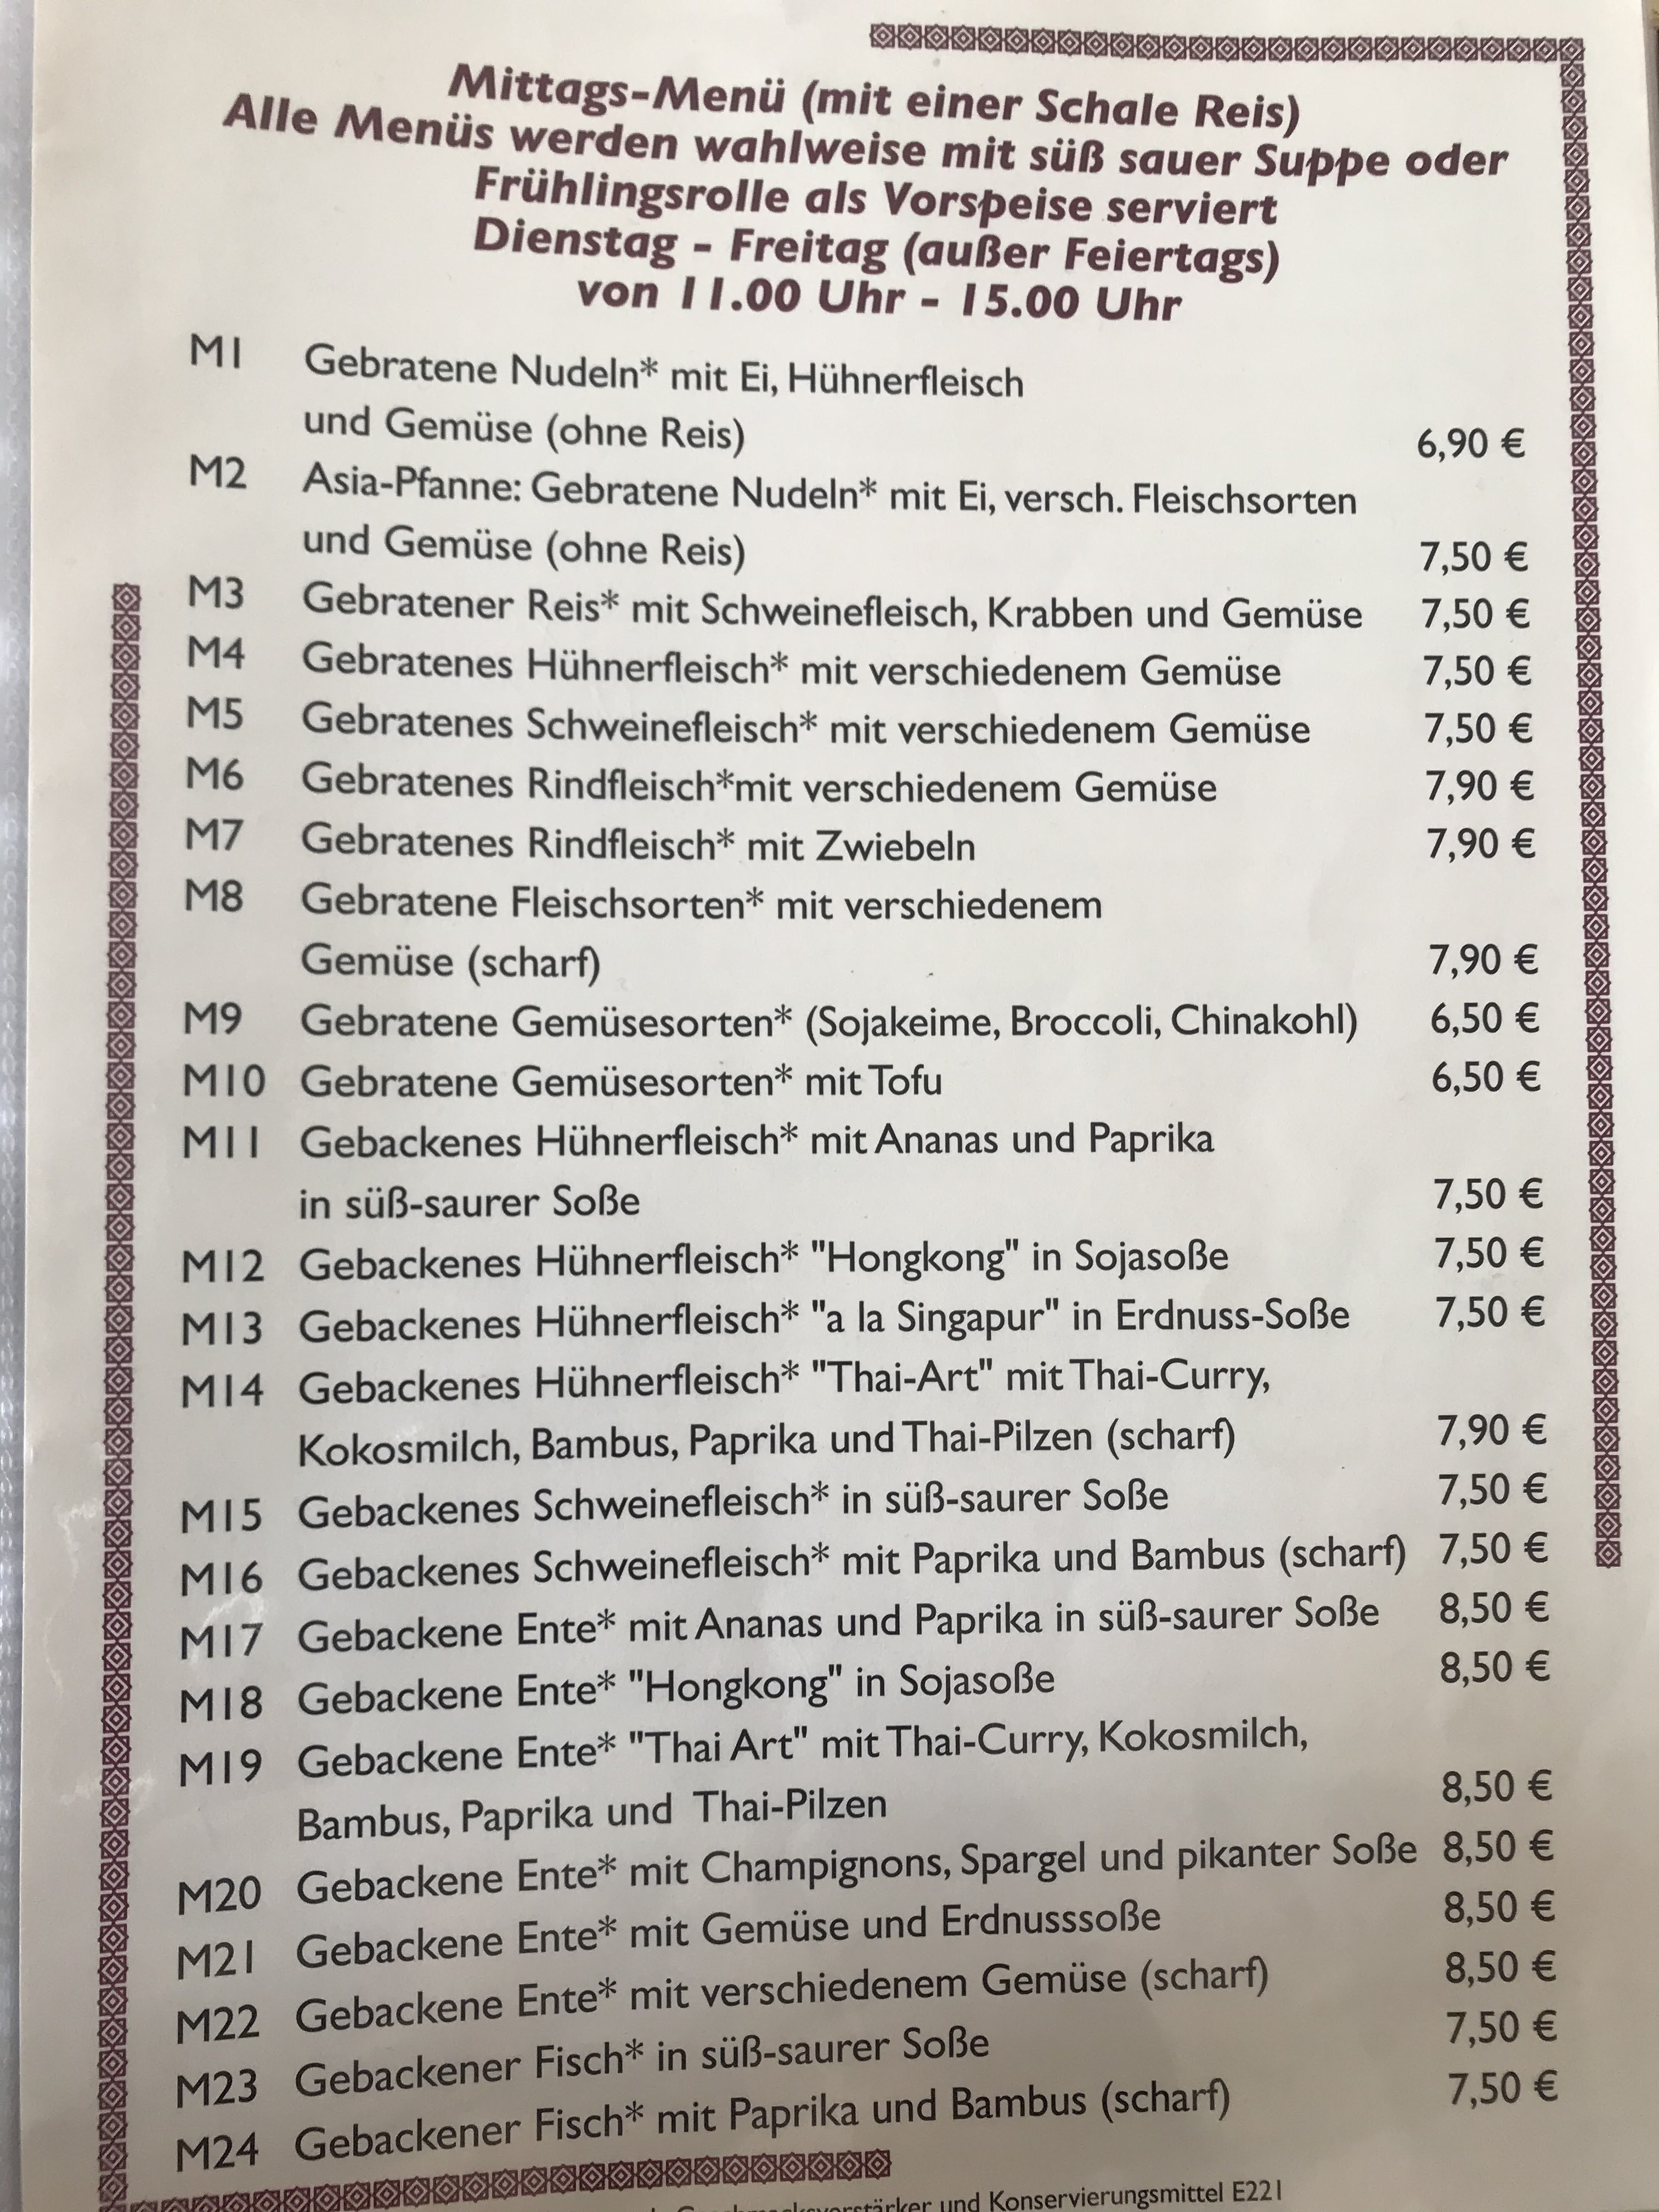 Mittags-Menü (mit einer Schale Reis)
Alle Menüs werden wahlweise mit süß sauer Suppe oder
Frühlingsrolle als Vorspeise serviert
Dienstag - Freitag (außer Feiertags)
von 11.00 Uhr - 15.00 Uhr
M1 Gebratene Nudeln* mit Ei, Hühnerfleisch
und Gemüse (ohne Reis) 6,90 €
M2 Asia-Pfanne: Gebratene Nudeln* mit Ei, versch. Fleischsorten
und Gemüse (ohne Reis) 7,50 €
M3 Gebratener Reis* mit Schweinefleisch, Krabben und Gemüse 7,50 €
M4 Gebratenes Hühnerfleisch* mit verschiedenem Gemüse 7,50 €
M5 Gebratenes Schweinefleisch* mit verschiedenem Gemüse 7,50 €
M6 Gebratenes Rindfleisch*mit verschiedenem Gemüse 7,90 €
M7 Gebratenes Rindfleisch* mit Zwiebeln 7,90 €
M8 Gebratene Fleischsorten* mit verschiedenem
Gemüse (scharf) 7,90 €
M9 Gebratene Gemüsesorten* (Sojakeime, Broccoli, Chinakohl) 6,50 €
M10 Gebratene Gemüsesorten* mit Tofu 6,50 €
M11 Gebackenes Hühnerfleisch* mit Ananas und Paprika
in süß-saurer Soße 7,50 €
M12 Gebackenes Hühnerfleisch* "Hongkong" in Sojasoße 7,50 €
M13 Gebackenes Hühnerfleisch* "a la Singapur" in Erdnuss-Soße 7,50 €
M14 Gebackenes Hühnerfleisch* "Thai-Art" mit Thai-Curry,
Kokosmilch, Bambus, Paprika und Thai-Pilzen (scharf) 7,90 €
M15 Gebackenes Schweinefleisch* in süß-saurer Soße 7,50 €
M16 Gebackenes Schweinefleisch* mit Paprika und Bambus (scharf) 7,50 €
M17 Gebackene Ente* mit Ananas und Paprika in süß-saurer Soße 8,50 €
M18 Gebackene Ente* "Hongkong" in Sojasoße 8,50 €
M19 Gebackene Ente* "Thai Art" mit Thai-Curry, Kokosmilch,
Bambus, Paprika und Thai-Pilzen 8,50 €
M20 Gebackene Ente* mit Champignons, Spargel und pikanter Soße 8,50 €
M21 Gebackene Ente* mit Gemüse und Erdnusssoße 8,50 €
M22 Gebackene Ente* mit verschiedenem Gemüse (scharf) 8,50 €
M23 Gebackener Fisch* in süß-saurer Soße 7,50 €
M24 Gebackener Fisch* mit Paprika und Bambus (scharf) 7,50 €
und Konservierungsmittel E221